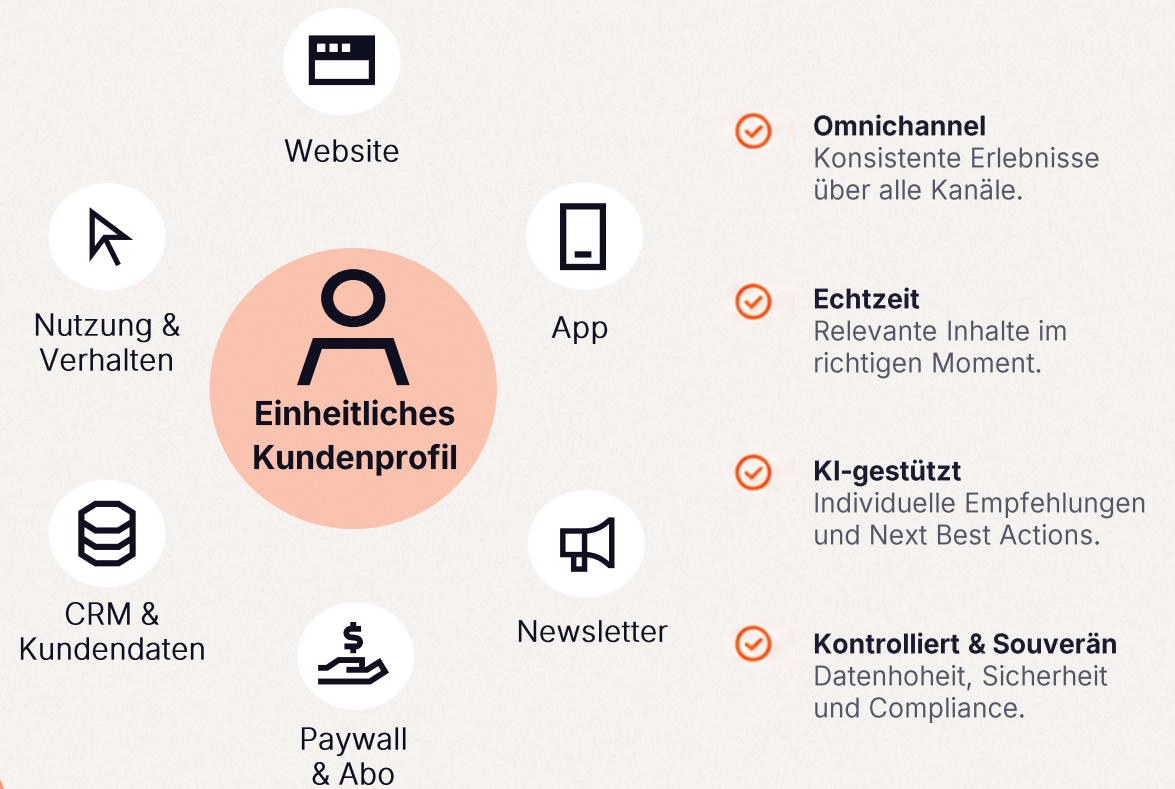 Website
Nutzung &
Verhalten
App
Einheitliches
Kundenprofil
CRM &
Kundendaten
Newsletter
$
Paywall
& Abo
Omnichannel
Konsistente Erlebnisse
über alle Kanäle.
Echtzeit
Relevante Inhalte im
richtigen Moment.
KI-gestützt
Individuelle Empfehlungen
und Next Best Actions.
Kontrolliert & Souverän
Datenhoheit, Sicherheit
und Compliance.